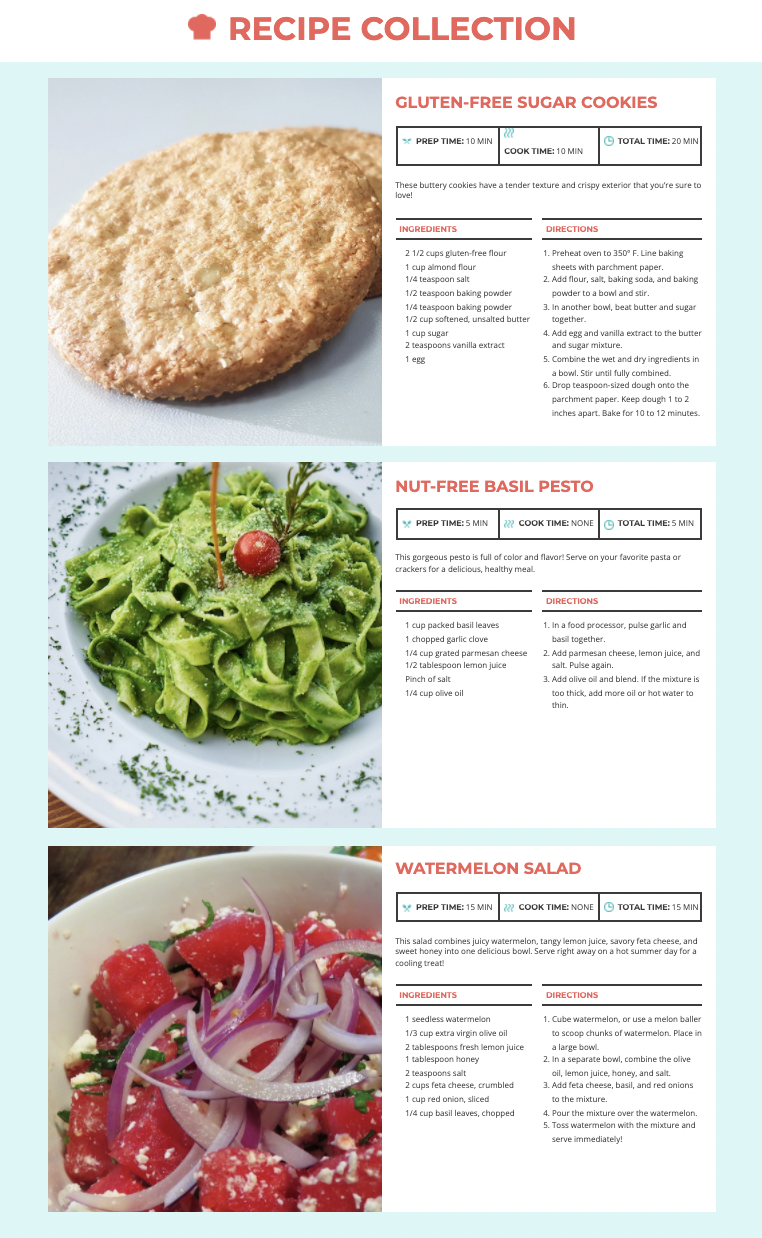 RECIPE COLLECTION
GLUTEN-FREE SUGAR COOKIES
PREP TIME: 10 MIN
COOK TIME: 10 MIN
TOTAL TIME: 20 MIN
These buttery cookies have a tender texture and crispy exterior that you're sure to
love!
INGREDIENTS
2 1/2 cups gluten-free flour
1 cup almond flour
1/4 teaspoon salt
1/2 teaspoon baking powder
1/4 teaspoon baking powder
1/2 cup softened, unsalted butter
1 cup sugar
2 teaspoons vanilla extract
1 egg
DIRECTIONS
1. Preheat oven to 350° F. Line baking
sheets with parchment paper.
2. Add flour, salt, baking soda, and baking
powder to a bowl and stir.
3. In another bowl, beat butter and sugar
together.
4. Add egg and vanilla extract to the butter
and sugar mixture.
5. Combine the wet and dry ingredients in
a bowl. Stir until fully combined.
6. Drop teaspoon-sized dough onto the
parchment paper. Keep dough 1 to 2
inches apart. Bake for 10 to 12 minutes.
NUT-FREE BASIL PESTO
PREP TIME: 5 MIN
COOK TIME: NONE
TOTAL TIME: 5 MIN
This gorgeous pesto is full of color and flavor! Serve on your favorite pasta or
crackers for a delicious, healthy meal.
INGREDIENTS
1 cup packed basil leaves
1 chopped garlic clove
1/4 cup grated parmesan cheese
1/2 tablespoon lemon juice
Pinch of salt
1/4 cup olive oil
DIRECTIONS
1. In a food processor, pulse garlic and
basil together.
2. Add parmesan cheese, lemon juice, and
salt. Pulse again.
3. Add olive oil and blend. If the mixture is
too thick, add more oil or hot water to
thin.
WATERMELON SALAD
PREP TIME: 15 MIN
COOK TIME: NONE
TOTAL TIME: 15 MIN
This salad combines juicy watermelon, tangy lemon juice, savory feta cheese, and
sweet honey into one delicious bowl. Serve right away on a hot summer day for a
cooling treat!
INGREDIENTS
1 seedless watermelon
1/3 cup extra virgin olive oil
2 tablespoons fresh lemon juice
1 tablespoon honey
2 teaspoons salt
2 cups feta cheese, crumbled
1 cup red onion, sliced
1/4 cup basil leaves, chopped
DIRECTIONS
1. Cube watermelon, or use a melon baller
to scoop chunks of watermelon. Place in
a large bowl.
2. In a separate bowl, combine the olive
oil, lemon juice, honey, and salt.
3. Add feta cheese, basil, and red onions
to the mixture.
4. Pour the mixture over the watermelon.
5. Toss watermelon with the mixture and
serve immediately!